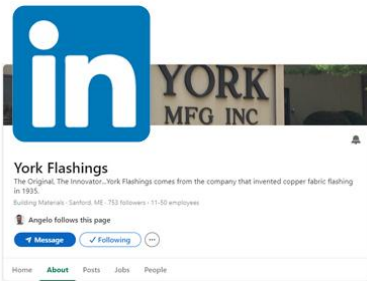 in
YORK
MFG INC
York Flashings
The Original, The Innovator...York Flashings comes from the company that invented copper fabric flashing
in 1935.
Building Materials · Sanford, ME · 753 followers · 11-50 employees
Angelo follows this page
Message
✓ Following
Home About Posts Jobs People